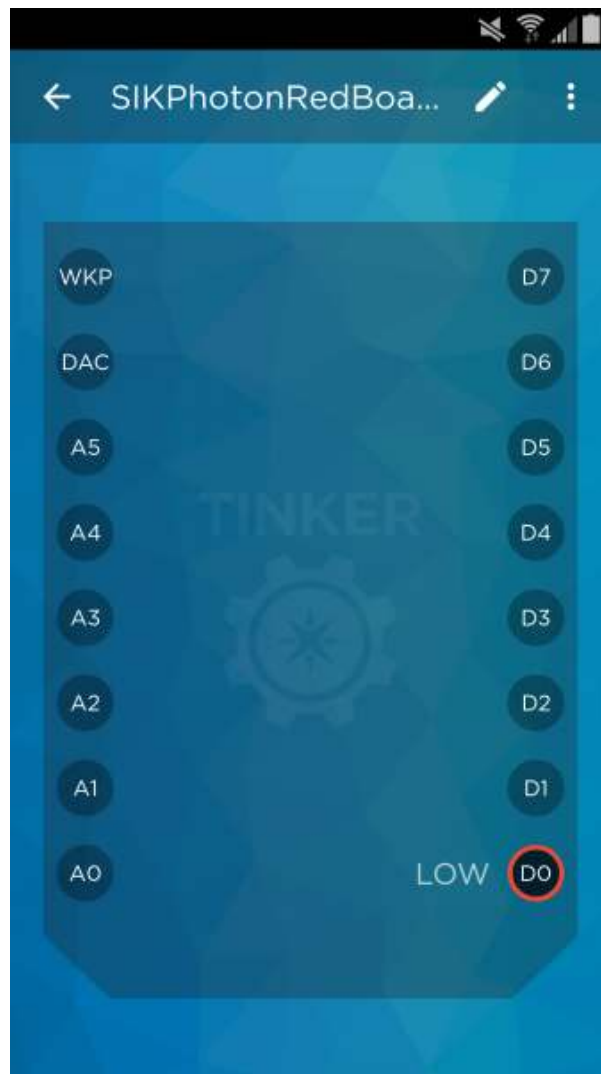 SIKPhotonRedBoa...
WKP D7
DAC D6
A5 D5
TINKER
A4 D4
A3 D3
A2 D2
A1 D1
A0 LOW D0